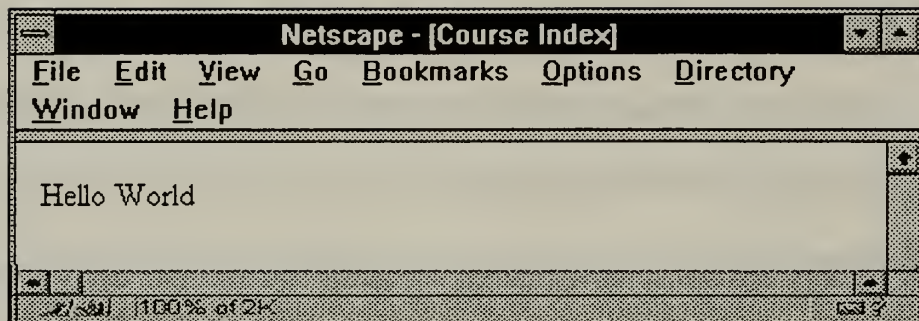 Netscape - [Course Index]
File Edit View Go Bookmarks Options Directory
Window Help
Hello World
100% of 2K